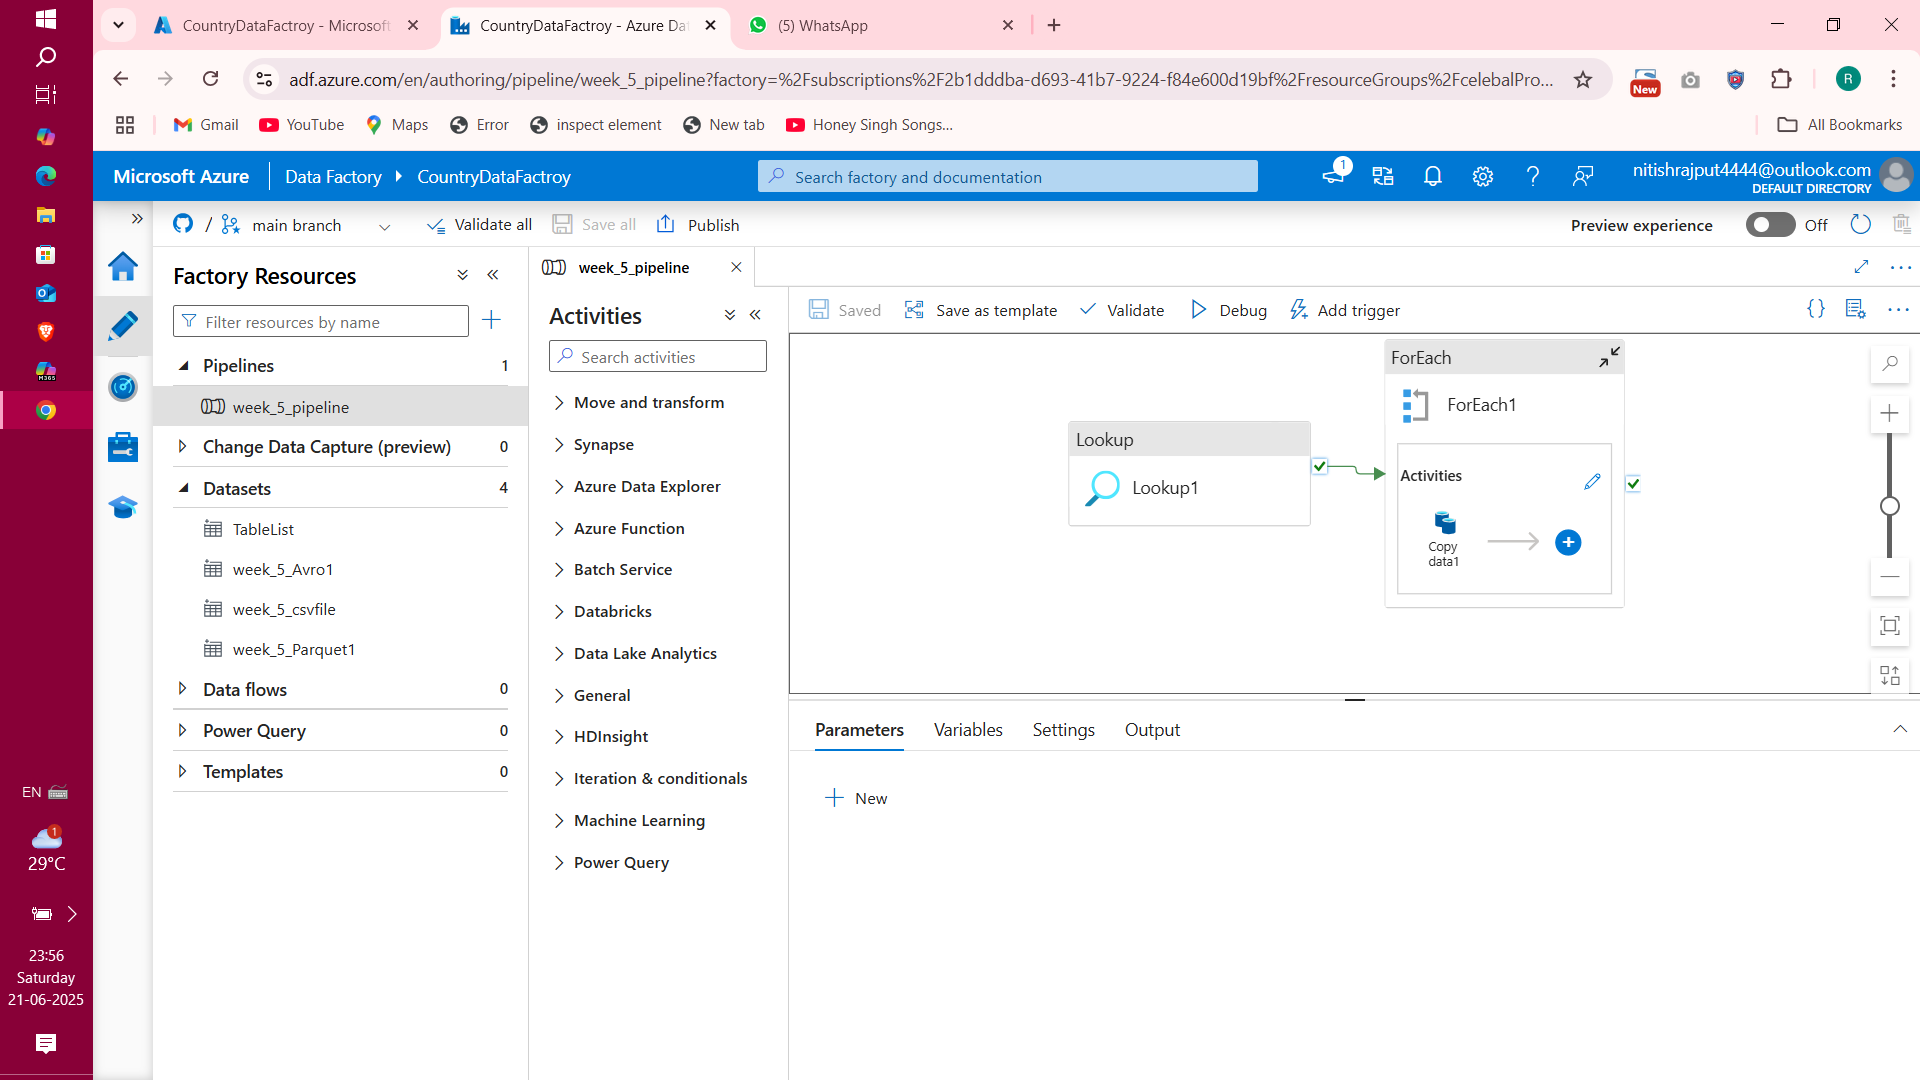 CountryDataFactroy - Microsoft
CountryDataFactroy - Azure Dat
(5) WhatsApp
adf.azure.com/en/authoring/pipeline/week_5_pipeline?factory=%2Fsubscriptions%2F2b1dddba-d693-41b7-9224-f84e600d19bf%2FresourceGroups%2FcelebalPro...
New
R
Gmail
YouTube
Maps
Error
inspect element
New tab
Honey Singh Songs...
All Bookmarks
Microsoft Azure
Data Factory
CountryDataFactroy
Search factory and documentation
1
nitishrajput4444@outlook.com
DEFAULT DIRECTORY
/ main branch
Validate all
Save all
Publish
Preview experience
Off
Factory Resources
Filter resources by name
Pipelines 1
week_5_pipeline
Change Data Capture (preview) 0
Datasets 4
TableList
week_5_Avro1
week_5_csvfile
week_5_Parquet1
Data flows 0
Power Query 0
Templates 0
week_5_pipeline
Activities
Search activities
Move and transform
Synapse
Azure Data Explorer
Azure Function
Batch Service
Databricks
Data Lake Analytics
General
HDInsight
Iteration & conditionals
Machine Learning
Power Query
Saved
Save as template
Validate
Debug
Add trigger
{}
Lookup
Lookup1
ForEach
ForEach1
Activities
Copy
data1
Parameters
Variables
Settings
Output
New
M365
EN
1
29°C
23:56
Saturday
21-06-2025